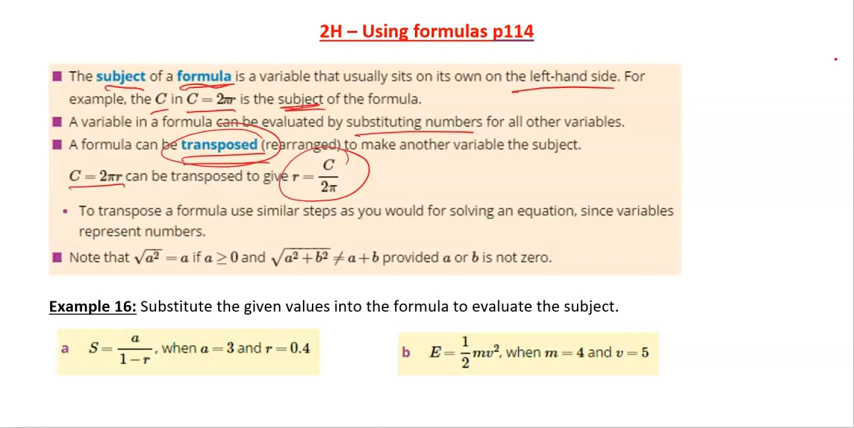 2H – Using formulas p114
■ The subject of a formula is a variable that usually sits on its own on the left-hand side. For
example, the C in C = 2πr is the subject of the formula.
■ A variable in a formula can be evaluated by substituting numbers for all other variables.
■ A formula can be transposed (rearranged) to make another variable the subject.
C = 2πr can be transposed to give r = C/2π
• To transpose a formula use similar steps as you would for solving an equation, since variables
represent numbers.
■ Note that √a² = a if a ≥ 0 and √a² + b² ≠ a + b provided a or b is not zero.
Example 16: Substitute the given values into the formula to evaluate the subject.
a S = a/(1 − r), when a = 3 and r = 0.4
b E = 1/2 mv², when m = 4 and v = 5